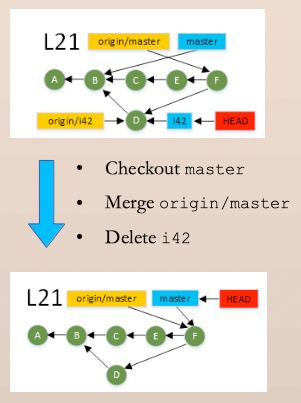 L21 origin/master master
A B C E F
origin/i42 D i42 HEAD
• Checkout master
• Merge origin/master
• Delete i42
L21 origin/master master HEAD
A B C E F
D